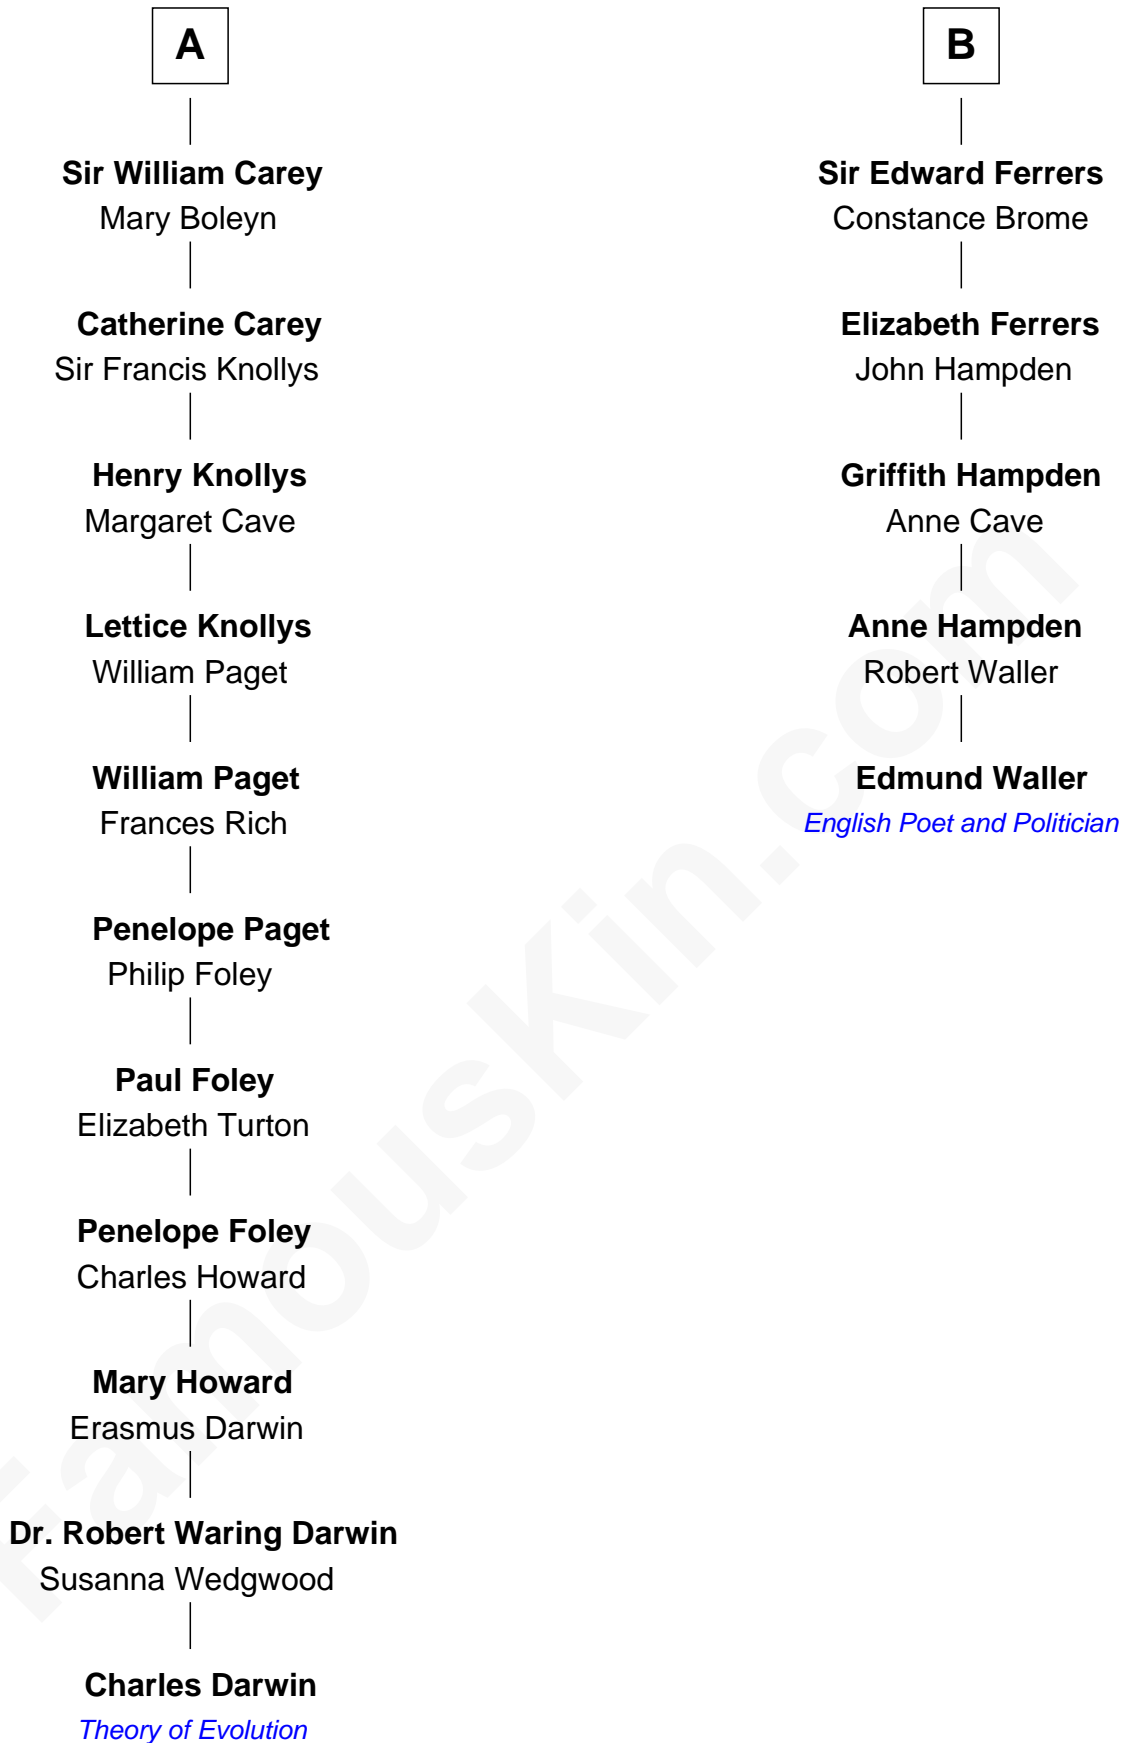 A
Sir William Carey
Mary Boleyn
Catherine Carey
Sir Francis Knollys
Henry Knollys
Margaret Cave
Lettice Knollys
William Paget
William Paget
Frances Rich
Penelope Paget
Philip Foley
Paul Foley
Elizabeth Turton
Penelope Foley
Charles Howard
Mary Howard
Erasmus Darwin
Dr. Robert Waring Darwin
Susanna Wedgwood
Charles Darwin
Theory of Evolution
B
Sir Edward Ferrers
Constance Brome
Elizabeth Ferrers
John Hampden
Griffith Hampden
Anne Cave
Anne Hampden
Robert Waller
Edmund Waller
English Poet and Politician
FamousKin.com